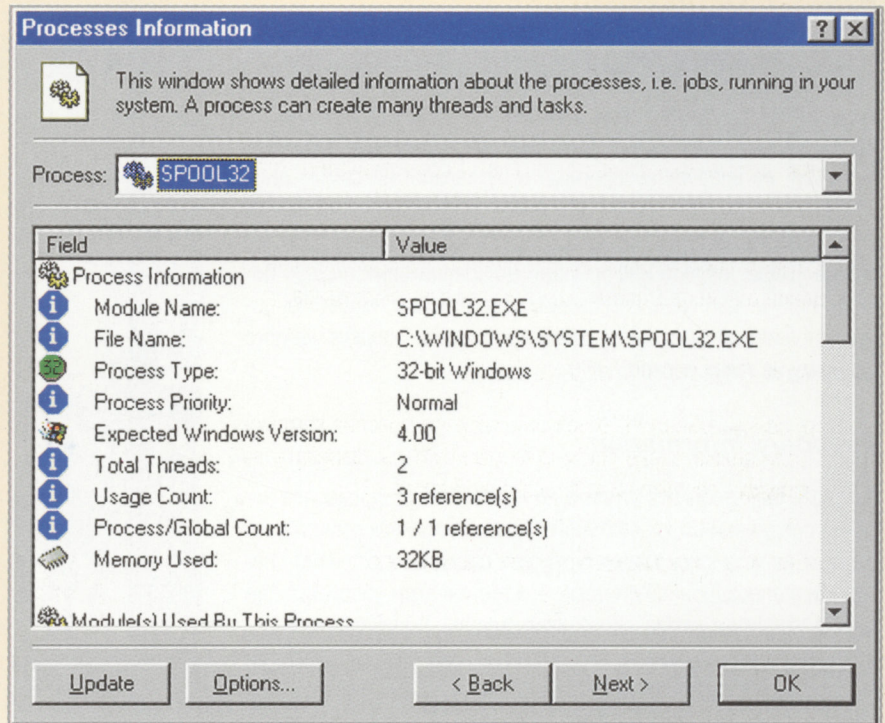 Processes Information
This window shows detailed information about the processes, i.e. jobs, running in your
system. A process can create many threads and tasks.
Process: SPOOL32
Field Value
Process Information
Module Name: SPOOL32.EXE
File Name: C:\WINDOWS\SYSTEM\SPOOL32.EXE
32 Process Type: 32-bit Windows
Process Priority: Normal
Expected Windows Version: 4.00
Total Threads: 2
Usage Count: 3 reference(s)
Process/Global Count: 1 / 1 reference(s)
Memory Used: 32KB
Module(s) Used By This Process
Update Options... < Back Next > OK